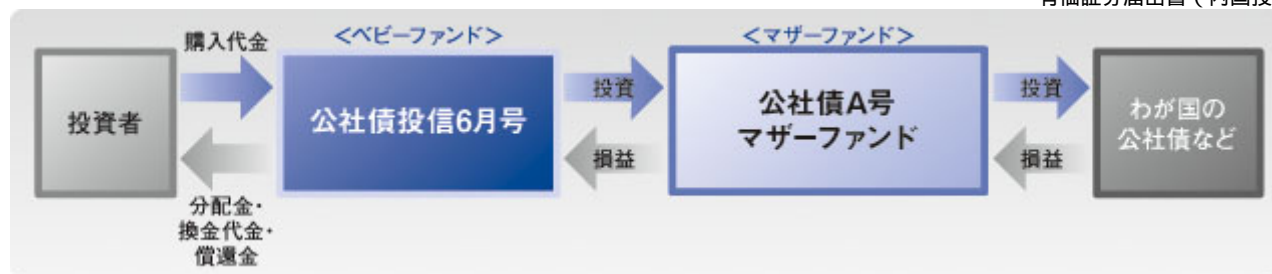 有価証券届出書(内国投
購入代金
<ベビーファンド>
<マザーファンド>
投資者
公社債投信6月号
投資
公社債A号
マザーファンド
投資
わが国の
公社債など
損益
損益
分配金・
換金代金・
償還金